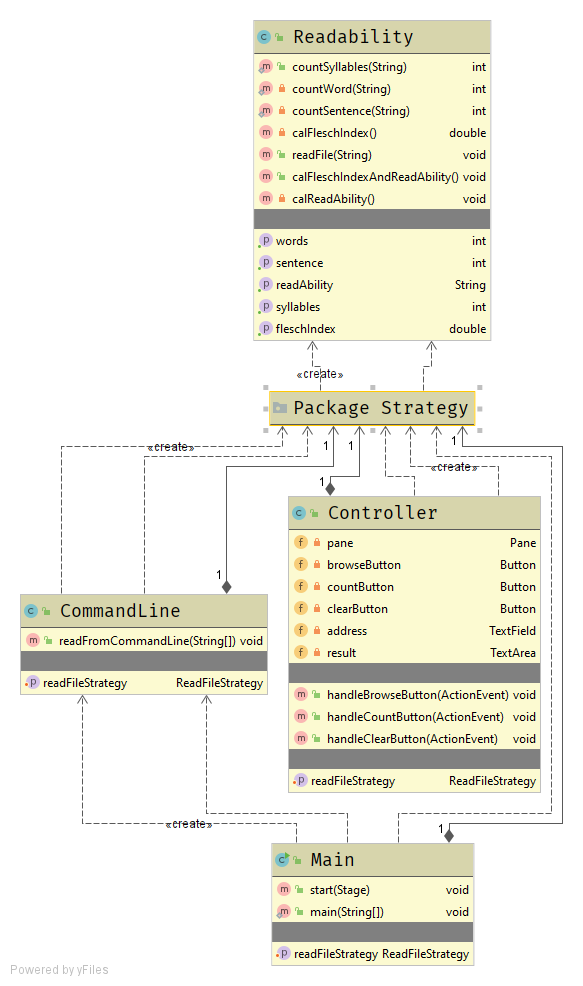 Readability
countSyllables(String) int
countWord(String) int
countSentence(String) int
calFleschIndex() double
readFile(String) void
calFleschIndexAndReadAbility() void
calReadAbility() void
words int
sentence int
readAbility String
syllables int
fleschIndex double
«create»
Package Strategy
«create»
1
1
1
«create»
1
1
Controller
pane Pane
browseButton Button
countButton Button
clearButton Button
address TextField
result TextArea
handleBrowseButton(ActionEvent) void
handleCountButton(ActionEvent) void
handleClearButton(ActionEvent) void
readFileStrategy ReadFileStrategy
1
CommandLine
readFromCommandLine(String[]) void
readFileStrategy ReadFileStrategy
«create»
1
Main
start(Stage) void
main(String[]) void
readFileStrategy ReadFileStrategy
Powered by yFiles